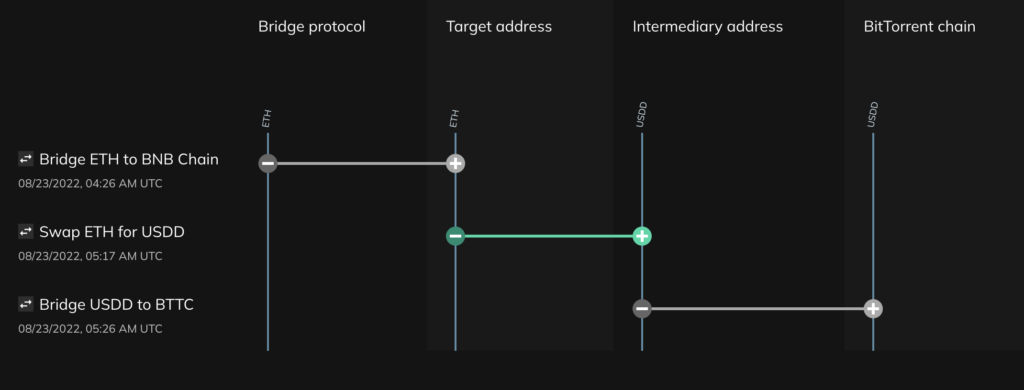 Bridge protocol
Target address
Intermediary address
BitTorrent chain
ETH
ETH
USDD
USDD
Bridge ETH to BNB Chain
08/23/2022, 04:26 AM UTC
Swap ETH for USDD
08/23/2022, 05:17 AM UTC
Bridge USDD to BTTC
08/23/2022, 05:26 AM UTC